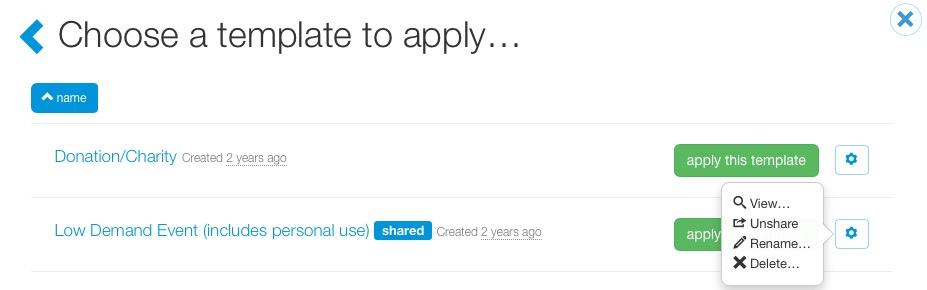 Choose a template to apply…
name
Donation/Charity Created 2 years ago apply this template
Low Demand Event (includes personal use) shared Created 2 years ago apply
View…
Unshare
Rename…
Delete…